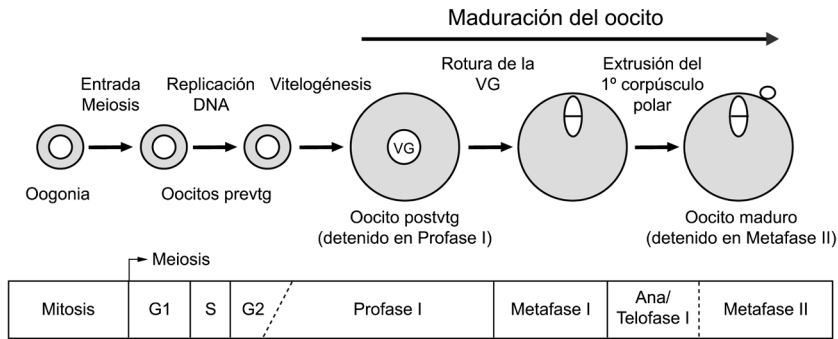 Maduración del oocito
Entrada
Meiosis
Replicación
DNA
Vitelogénesis
Rotura de la
VG
Extrusión del
1º corpúsculo
polar
VG
Oogonia
Oocitos prevtg
Oocito postvtg
(detenido en Profase I)
Oocito maduro
(detenido en Metafase II)
Meiosis
Mitosis
G1
S
G2
Profase I
Metafase I
Ana/
Telofase I
Metafase II